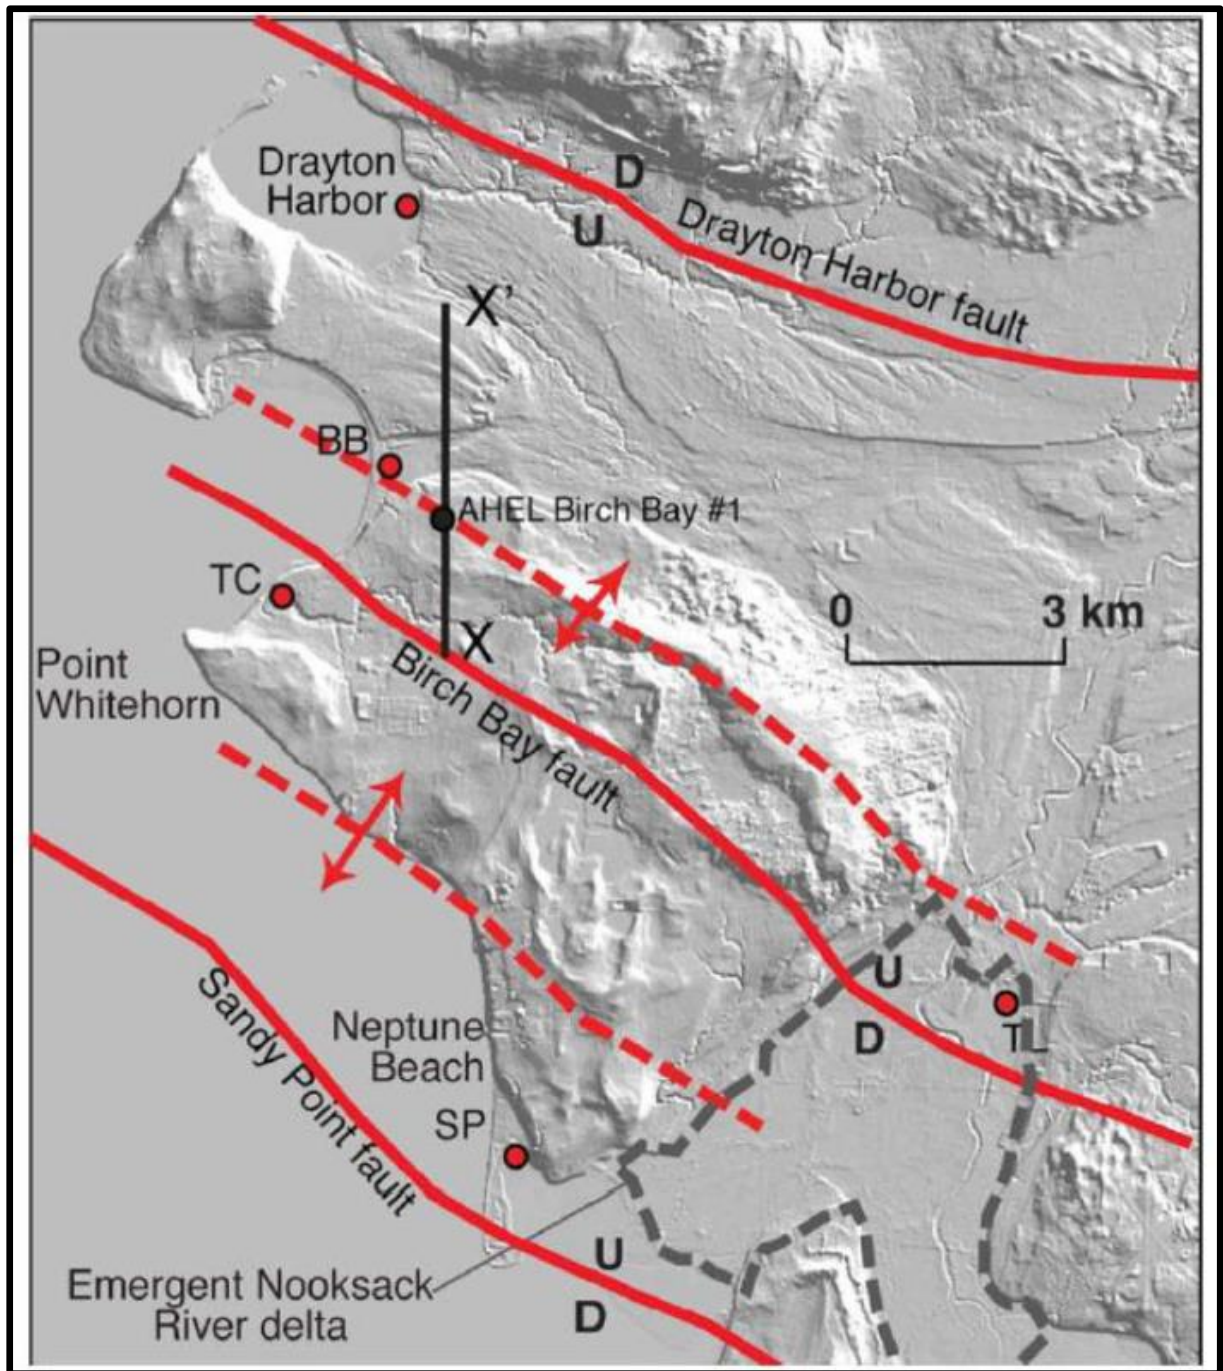 D
Drayton
Harbor
U
Drayton Harbor fault
X'
BB
AHEL Birch Bay #1
TC
0 3 km
X
Point
Whitehorn
Birch Bay fault
U
TL
D
Sandy Point fault
Neptune
Beach
SP
U
Emergent Nooksack
River delta
D